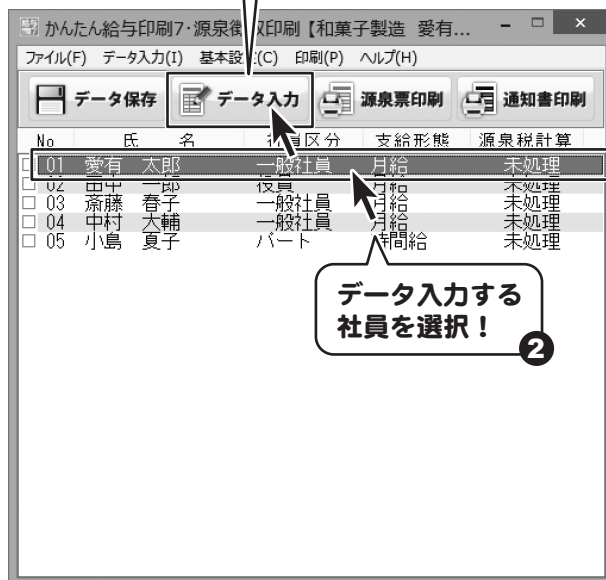 かんたん給与印刷7・源泉徴収印刷【和菓子製造 愛有...
ファイル(F) データ入力(I) 基本設定(C) 印刷(P) ヘルプ(H)
データ保存 データ入力 源泉票印刷 通知書印刷
No 氏 名 社員区分 支給形態 源泉税計算
01 愛有 太郎 一般社員 月給 未処理
02 田中 一郎 役員 月給 未処理
03 斎藤 春子 一般社員 月給 未処理
04 中村 大輔 一般社員 月給 未処理
05 小島 夏子 パート 時間給 未処理
データ入力する
社員を選択！
2